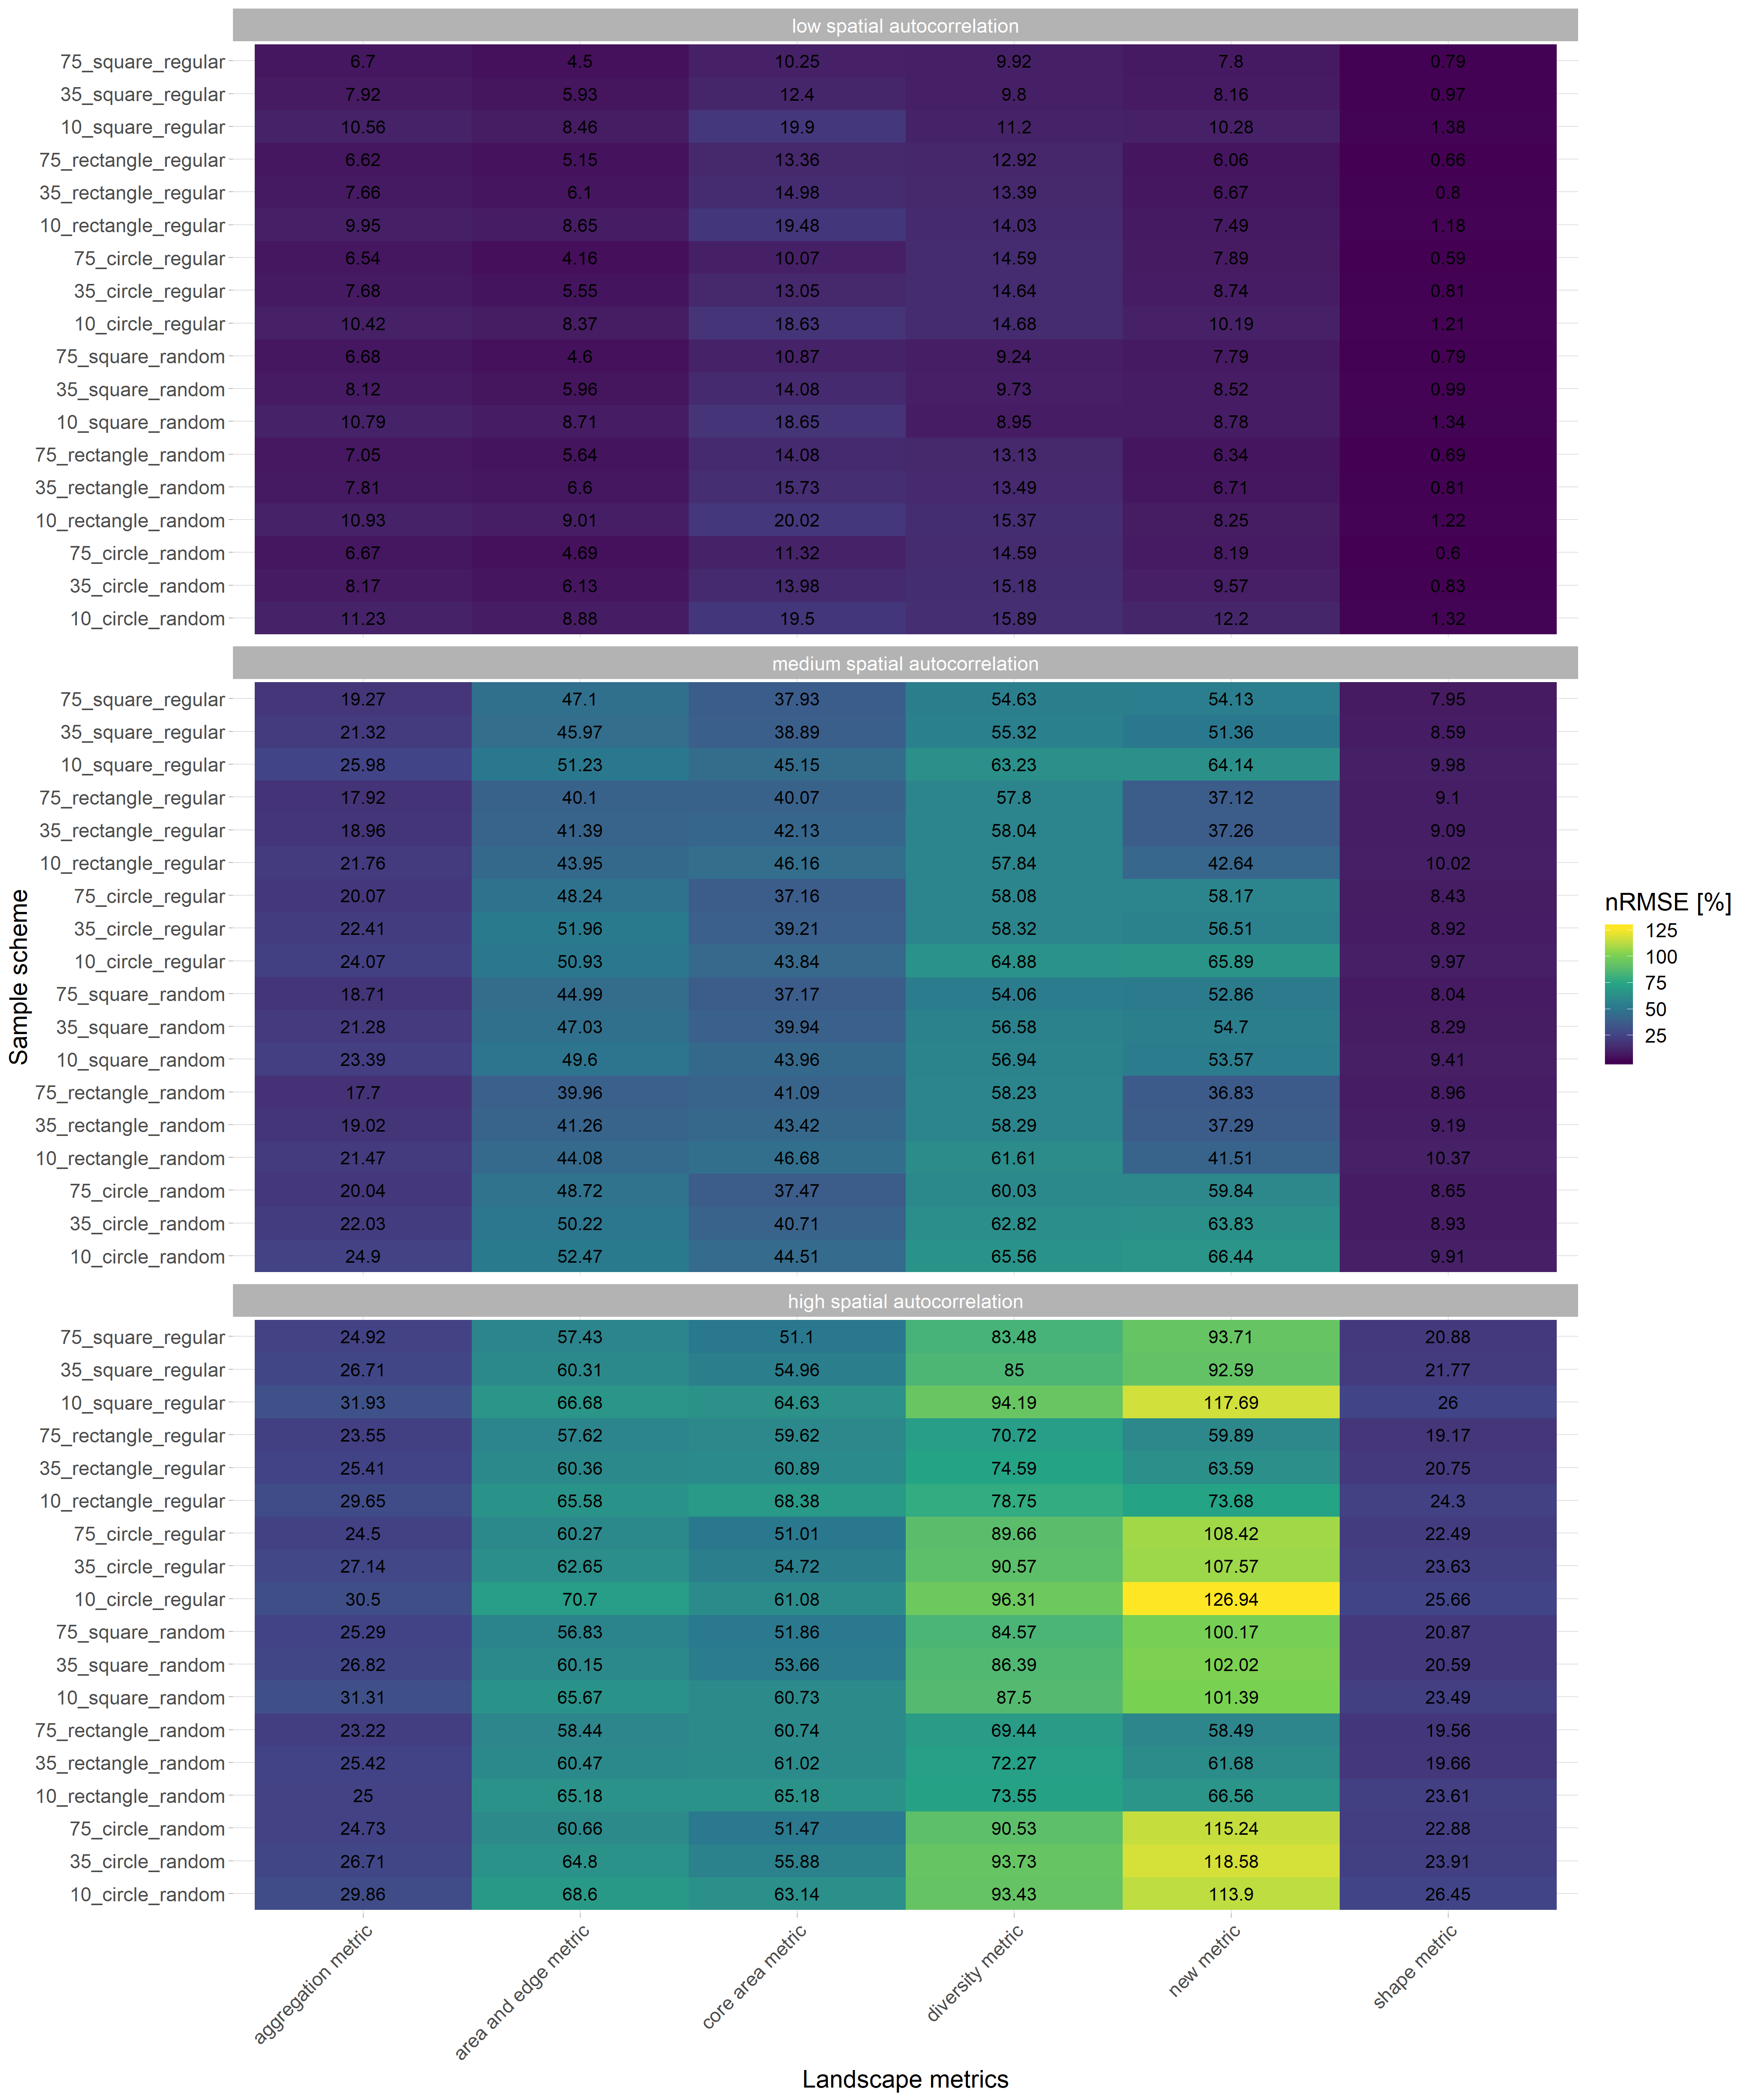 low spatial autocorrelation
75_square_regular 6.7 4.5 10.25 9.92 7.8 0.79
35_square_regular 7.92 5.93 12.4 9.8 8.16 0.97
10_square_regular 10.56 8.46 19.9 11.2 10.28 1.38
75_rectangle_regular 6.62 5.15 13.36 12.92 6.06 0.66
35_rectangle_regular 7.66 6.1 14.98 13.39 6.67 0.8
10_rectangle_regular 9.95 8.65 19.48 14.03 7.49 1.18
75_circle_regular 6.54 4.16 10.07 14.59 7.89 0.59
35_circle_regular 7.68 5.55 13.05 14.64 8.74 0.81
10_circle_regular 10.42 8.37 18.63 14.68 10.19 1.21
75_square_random 6.68 4.6 10.87 9.24 7.79 0.79
35_square_random 8.12 5.96 14.08 9.73 8.52 0.99
10_square_random 10.79 8.71 18.65 8.95 8.78 1.34
75_rectangle_random 7.05 5.64 14.08 13.13 6.34 0.69
35_rectangle_random 7.81 6.6 15.73 13.49 6.71 0.81
10_rectangle_random 10.93 9.01 20.02 15.37 8.25 1.22
75_circle_random 6.67 4.69 11.32 14.59 8.19 0.6
35_circle_random 8.17 6.13 13.98 15.18 9.57 0.83
10_circle_random 11.23 8.88 19.5 15.89 12.2 1.32
medium spatial autocorrelation
75_square_regular 19.27 47.1 37.93 54.63 54.13 7.95
35_square_regular 21.32 45.97 38.89 55.32 51.36 8.59
10_square_regular 25.98 51.23 45.15 63.23 64.14 9.98
75_rectangle_regular 17.92 40.1 40.07 57.8 37.12 9.1
35_rectangle_regular 18.96 41.39 42.13 58.04 37.26 9.09
10_rectangle_regular 21.76 43.95 46.16 57.84 42.64 10.02
75_circle_regular 20.07 48.24 37.16 58.08 58.17 8.43
35_circle_regular 22.41 51.96 39.21 58.32 56.51 8.92
10_circle_regular 24.07 50.93 43.84 64.88 65.89 9.97
75_square_random 18.71 44.99 37.17 54.06 52.86 8.04
35_square_random 21.28 47.03 39.94 56.58 54.7 8.29
10_square_random 23.39 49.6 43.96 56.94 53.57 9.41
75_rectangle_random 17.7 39.96 41.09 58.23 36.83 8.96
35_rectangle_random 19.02 41.26 43.42 58.29 37.29 9.19
10_rectangle_random 21.47 44.08 46.68 61.61 41.51 10.37
75_circle_random 20.04 48.72 37.47 60.03 59.84 8.65
35_circle_random 22.03 50.22 40.71 62.82 63.83 8.93
10_circle_random 24.9 52.47 44.51 65.56 66.44 9.91
high spatial autocorrelation
75_square_regular 24.92 57.43 51.1 83.48 93.71 20.88
35_square_regular 26.71 60.31 54.96 85 92.59 21.77
10_square_regular 31.93 66.68 64.63 94.19 117.69 26
75_rectangle_regular 23.55 57.62 59.62 70.72 59.89 19.17
35_rectangle_regular 25.41 60.36 60.89 74.59 63.59 20.75
10_rectangle_regular 29.65 65.58 68.38 78.75 73.68 24.3
75_circle_regular 24.5 60.27 51.01 89.66 108.42 22.49
35_circle_regular 27.14 62.65 54.72 90.57 107.57 23.63
10_circle_regular 30.5 70.7 61.08 96.31 126.94 25.66
75_square_random 25.29 56.83 51.86 84.57 100.17 20.87
35_square_random 26.82 60.15 53.66 86.39 102.02 20.59
10_square_random 31.31 65.67 60.73 87.5 101.39 23.49
75_rectangle_random 23.22 58.44 60.74 69.44 58.49 19.56
35_rectangle_random 25.42 60.47 61.02 72.27 61.68 19.66
10_rectangle_random 25 65.18 65.18 73.55 66.56 23.61
75_circle_random 24.73 60.66 51.47 90.53 115.24 22.88
35_circle_random 26.71 64.8 55.88 93.73 118.58 23.91
10_circle_random 29.86 68.6 63.14 93.43 113.9 26.45
aggregation metric area and edge metric core area metric diversity metric new metric shape metric
Landscape metrics
Sample scheme
nRMSE [%]
125
100
75
50
25